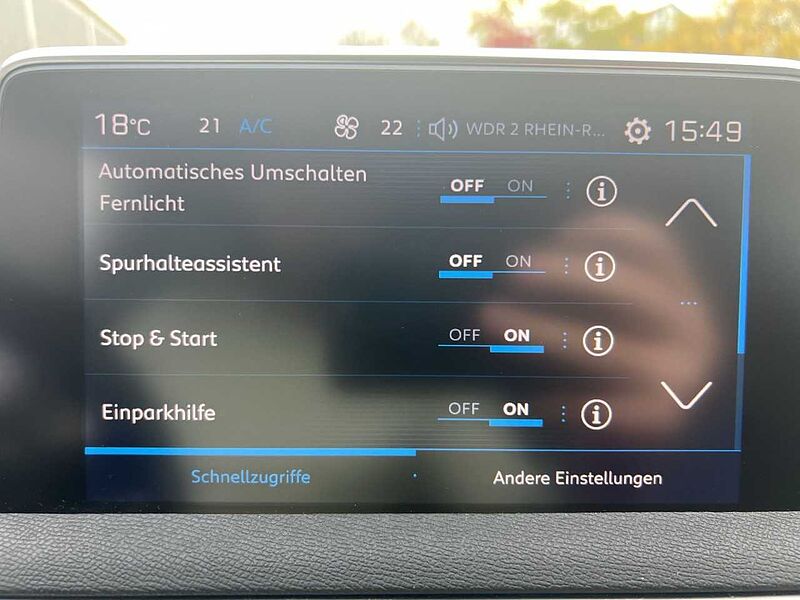 18°C 21 A/C 22 WDR 2 RHEIN-R... 15:49
Automatisches Umschalten
Fernlicht OFF ON
Spurhalteassistent OFF ON
Stop & Start OFF ON
Einparkhilfe OFF ON
Schnellzugriffe Andere Einstellungen